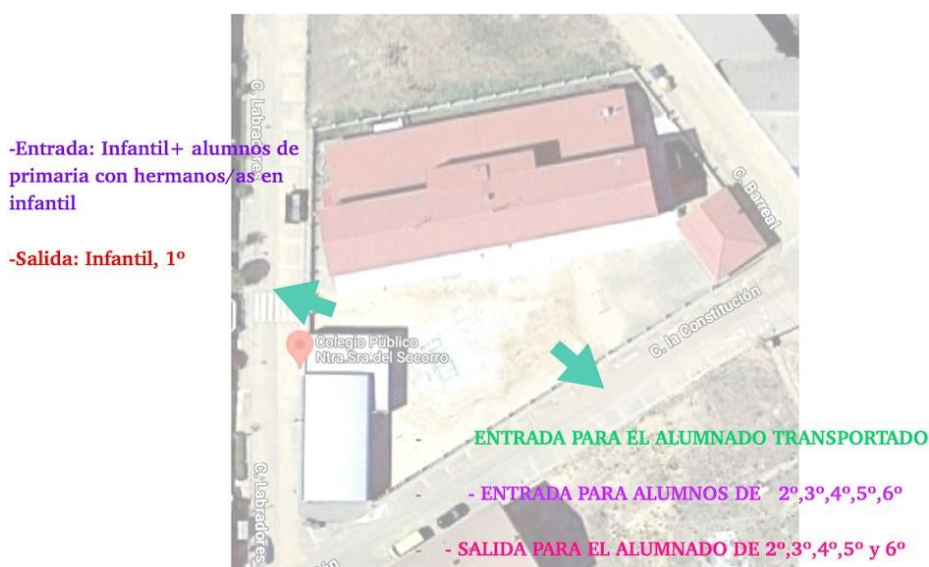 C. Labradores
-Entrada: Infantil+ alumnos de
primaria con hermanos/as en
infantil
-Salida: Infantil, 1º
C. Barreal
C. la Constitución
Colegio Público
Ntra.Sra.del Socorro
- ENTRADA PARA EL ALUMNADO TRANSPORTADO
- - ENTRADA PARA ALUMNOS DE 2º,3º,4º,5º,6º
- - SALIDA PARA EL ALUMNADO DE 2º,3º,4º,5º y 6º
C. Labradores